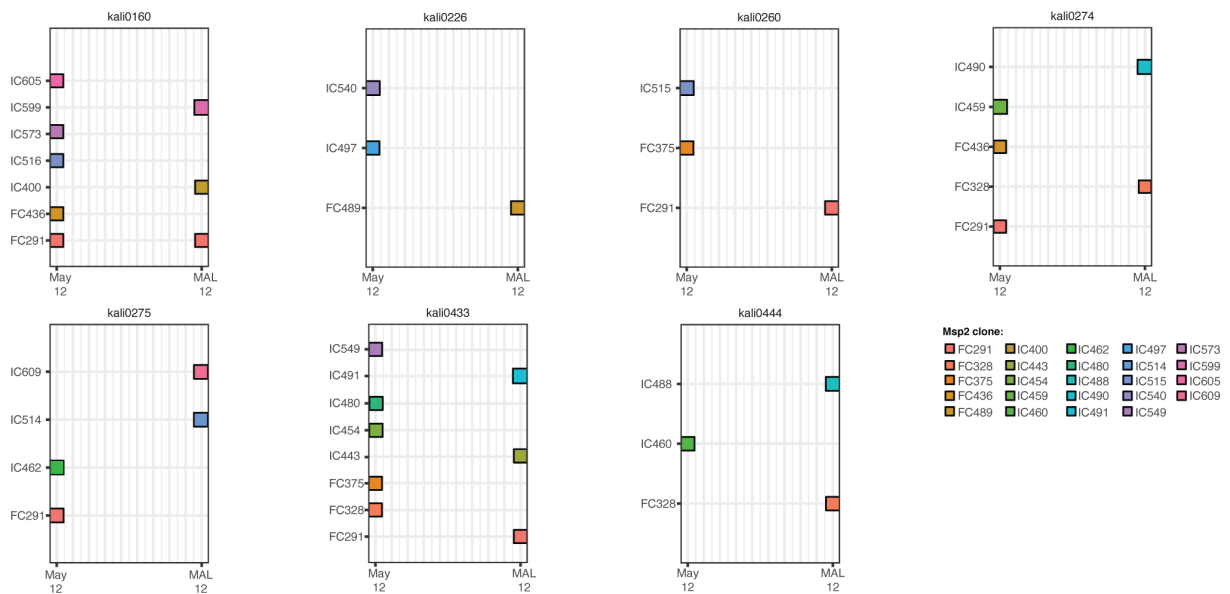 kali0160
IC605
IC599
IC573
IC516
IC400
FC436
FC291
May
12
MAL
12
kali0226
IC540
IC497
FC489
May
12
MAL
12
kali0260
IC515
FC375
FC291
May
12
MAL
12
kali0274
IC490
IC459
FC436
FC328
FC291
May
12
MAL
12
kali0275
IC609
IC514
IC462
FC291
May
12
MAL
12
kali0433
IC549
IC491
IC480
IC454
IC443
FC375
FC328
FC291
May
12
MAL
12
kali0444
IC488
IC460
FC328
May
12
MAL
12
Msp2 clone:
FC291 IC400 IC462 IC497 IC573
FC328 IC443 IC480 IC514 IC599
FC375 IC454 IC488 IC515 IC605
FC436 IC459 IC490 IC540 IC609
FC489 IC460 IC491 IC549